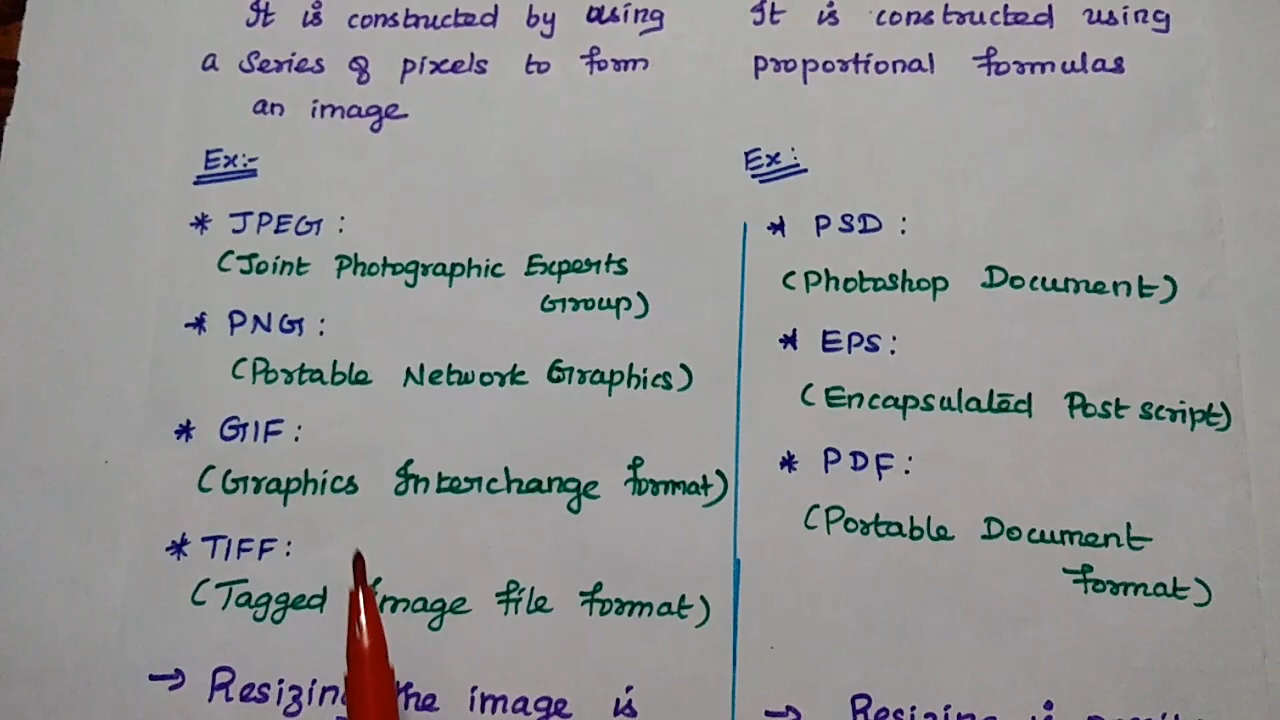 It is constructed by using
a Series of pixels to form
an image
Ex:-
* JPEG:
(Joint Photographic Experts
Group)
* PNG:
(Portable Network Graphics)
* GIF:
(Graphics Interchange format)
* TIFF:
(Tagged Image file format)
→ Resizing the image is
It is constructed using
proportional formulas
Ex:
* PSD:
(Photoshop Document)
* EPS:
(Encapsulated Post script)
* PDF:
(Portable Document
format)
→ Resizing is